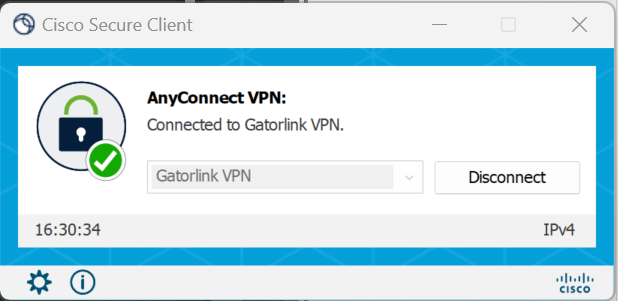 Cisco Secure Client
AnyConnect VPN:
Connected to Gatorlink VPN.
Gatorlink VPN
Disconnect
16:30:34
IPv4
CISCO